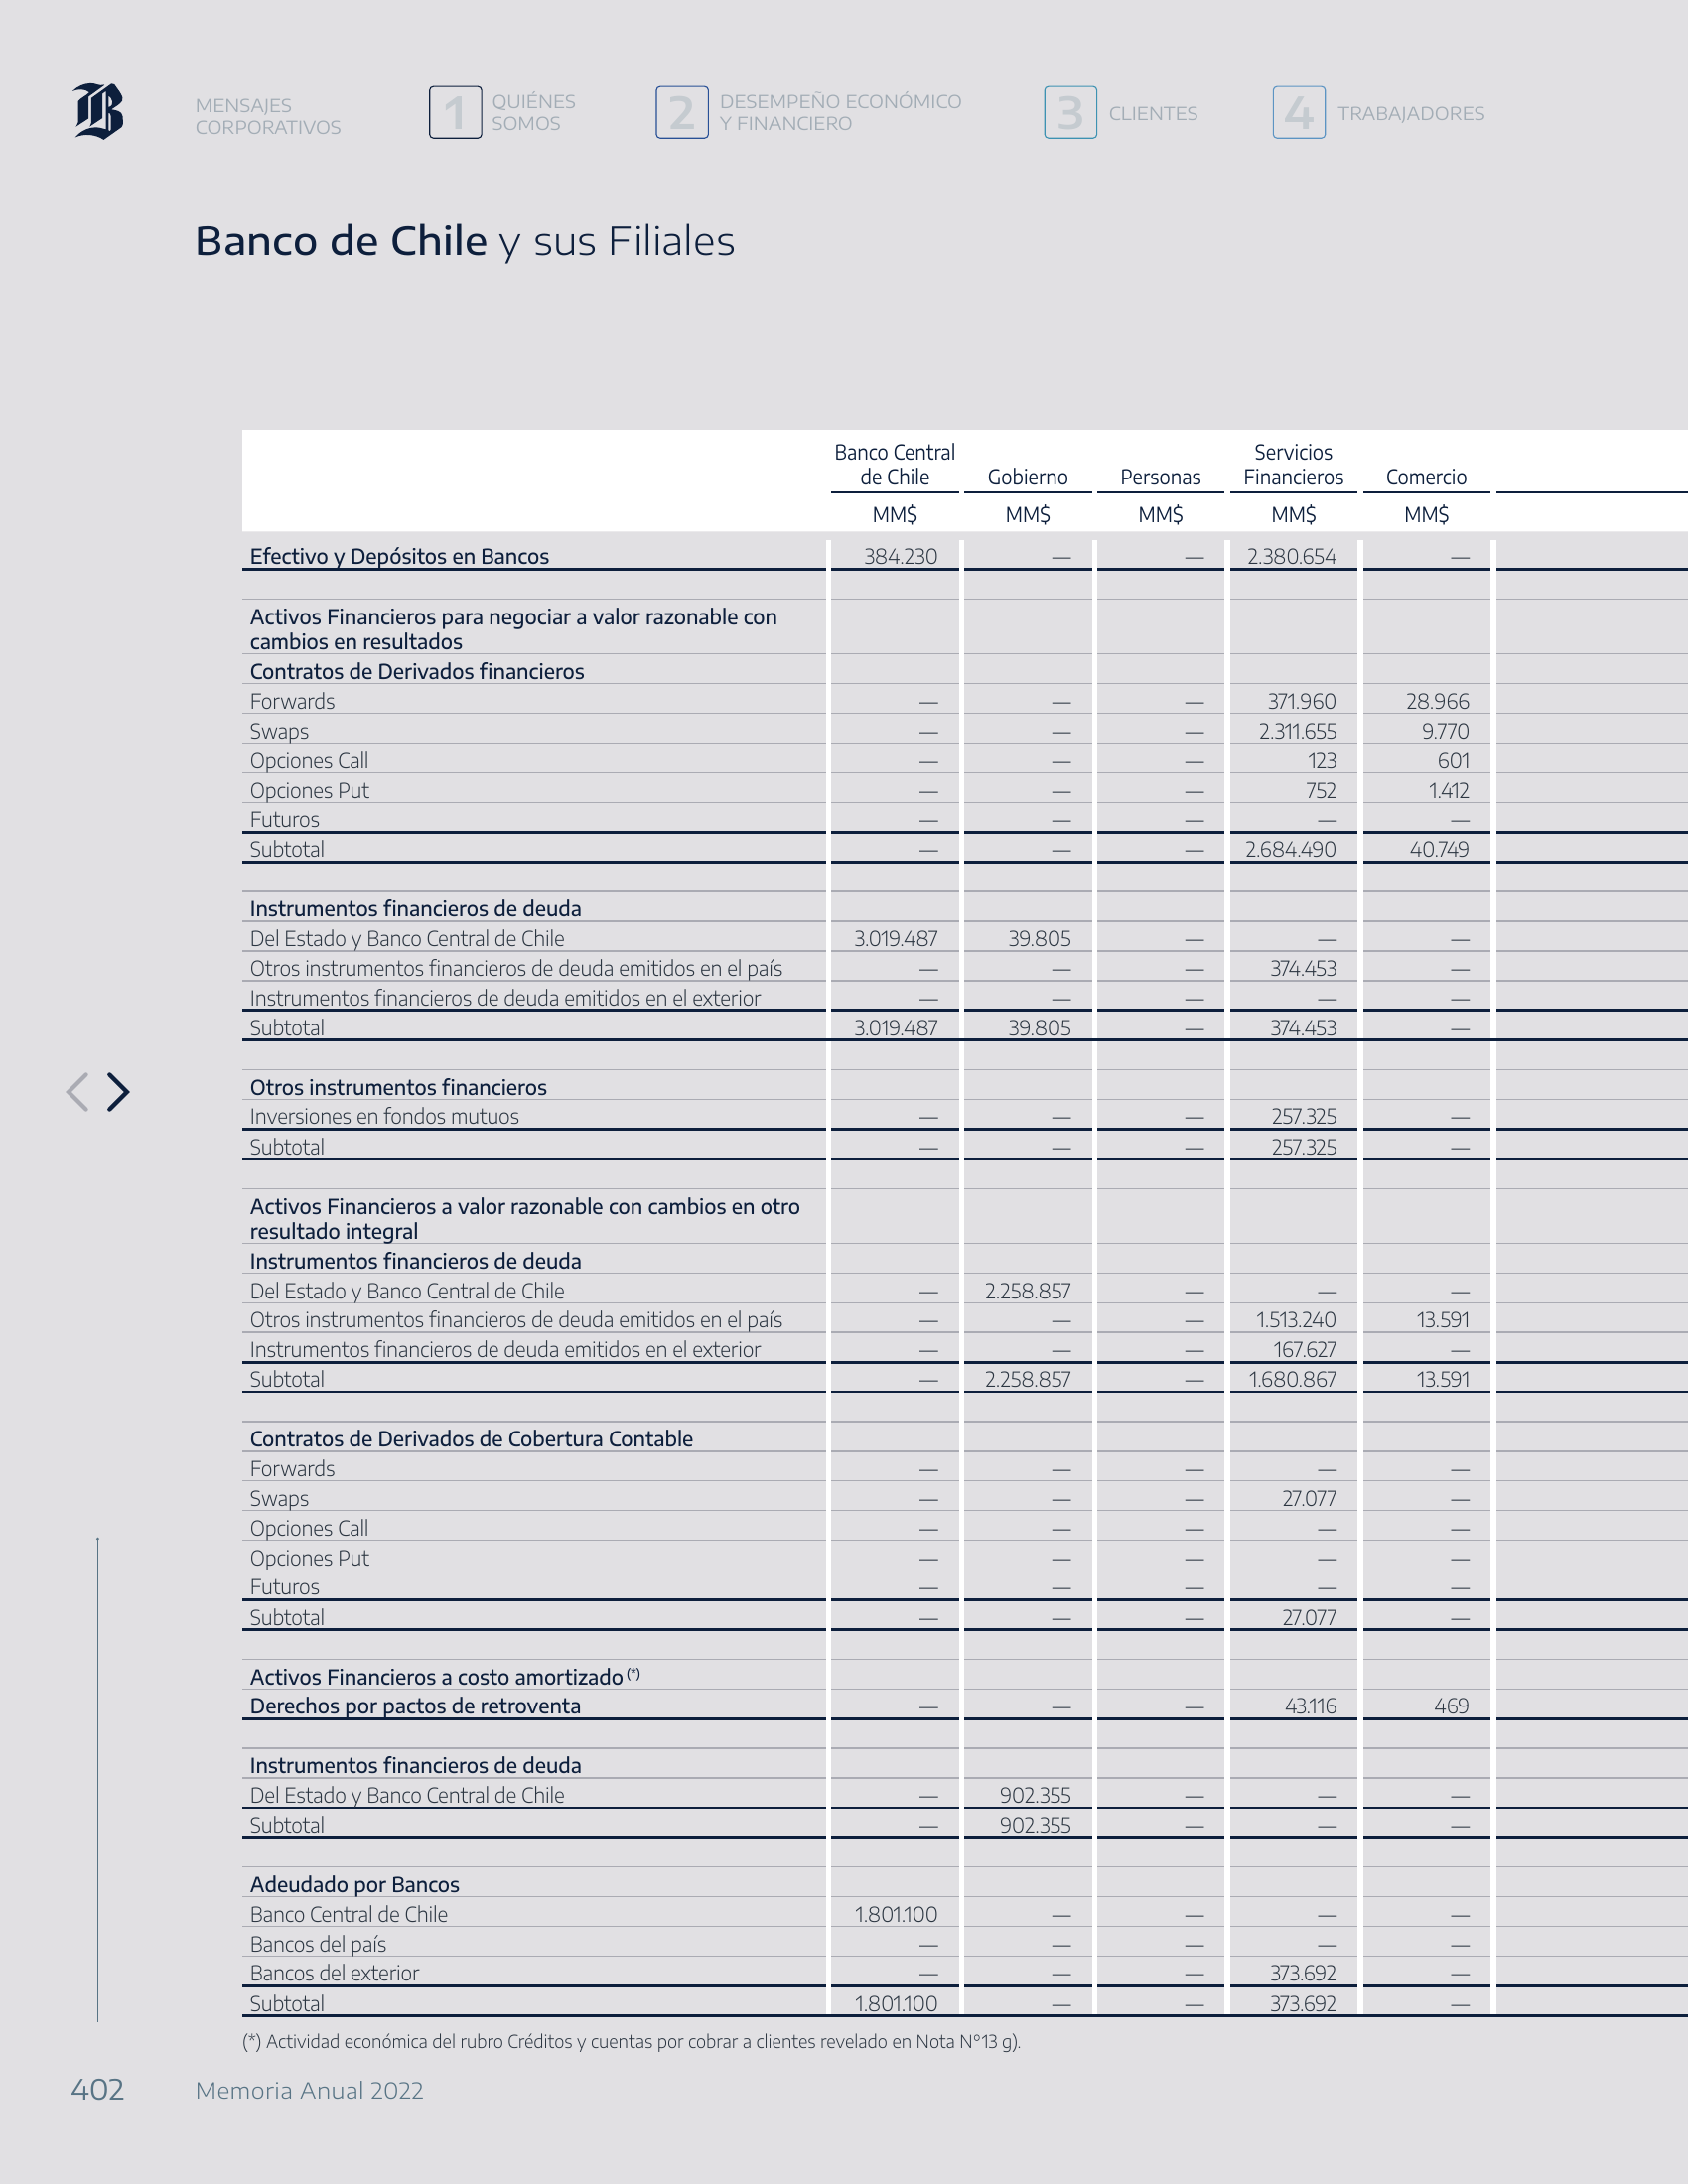 MENSAJES
CORPORATIVOS
1 QUIÉNES
SOMOS
2 DESEMPEÑO ECONÓMICO
Y FINANCIERO
3 CLIENTES
4 TRABAJADORES
Banco de Chile y sus Filiales
Banco Central
de Chile Gobierno Personas Servicios
Financieros Comercio
MM$ MM$ MM$ MM$ MM$
Efectivo y Depósitos en Bancos 384.230 — — 2.380.654 —
Activos Financieros para negociar a valor razonable con
cambios en resultados
Contratos de Derivados financieros
Forwards — — — 371.960 28.966
Swaps — — — 2.311.655 9.770
Opciones Call — — — 123 601
Opciones Put — — — 752 1.412
Futuros — — — — —
Subtotal — — — 2.684.490 40.749
Instrumentos financieros de deuda
Del Estado y Banco Central de Chile 3.019.487 39.805 — — —
Otros instrumentos financieros de deuda emitidos en el país — — — 374.453 —
Instrumentos financieros de deuda emitidos en el exterior — — — — —
Subtotal 3.019.487 39.805 — 374.453 —
Otros instrumentos financieros
Inversiones en fondos mutuos — — — 257.325 —
Subtotal — — — 257.325 —
Activos Financieros a valor razonable con cambios en otro
resultado integral
Instrumentos financieros de deuda
Del Estado y Banco Central de Chile — 2.258.857 — — —
Otros instrumentos financieros de deuda emitidos en el país — — — 1.513.240 13.591
Instrumentos financieros de deuda emitidos en el exterior — — — 167.627 —
Subtotal — 2.258.857 — 1.680.867 13.591
Contratos de Derivados de Cobertura Contable
Forwards — — — — —
Swaps — — — 27.077 —
Opciones Call — — — — —
Opciones Put — — — — —
Futuros — — — — —
Subtotal — — — 27.077 —
Activos Financieros a costo amortizado (*)
Derechos por pactos de retroventa — — — 43.116 469
Instrumentos financieros de deuda
Del Estado y Banco Central de Chile — 902.355 — — —
Subtotal — 902.355 — — —
Adeudado por Bancos
Banco Central de Chile 1.801.100 — — — —
Bancos del país — — — — —
Bancos del exterior — — — 373.692 —
Subtotal 1.801.100 — — 373.692 —
(*) Actividad económica del rubro Créditos y cuentas por cobrar a clientes revelado en Nota Nº13 g).
402 Memoria Anual 2022